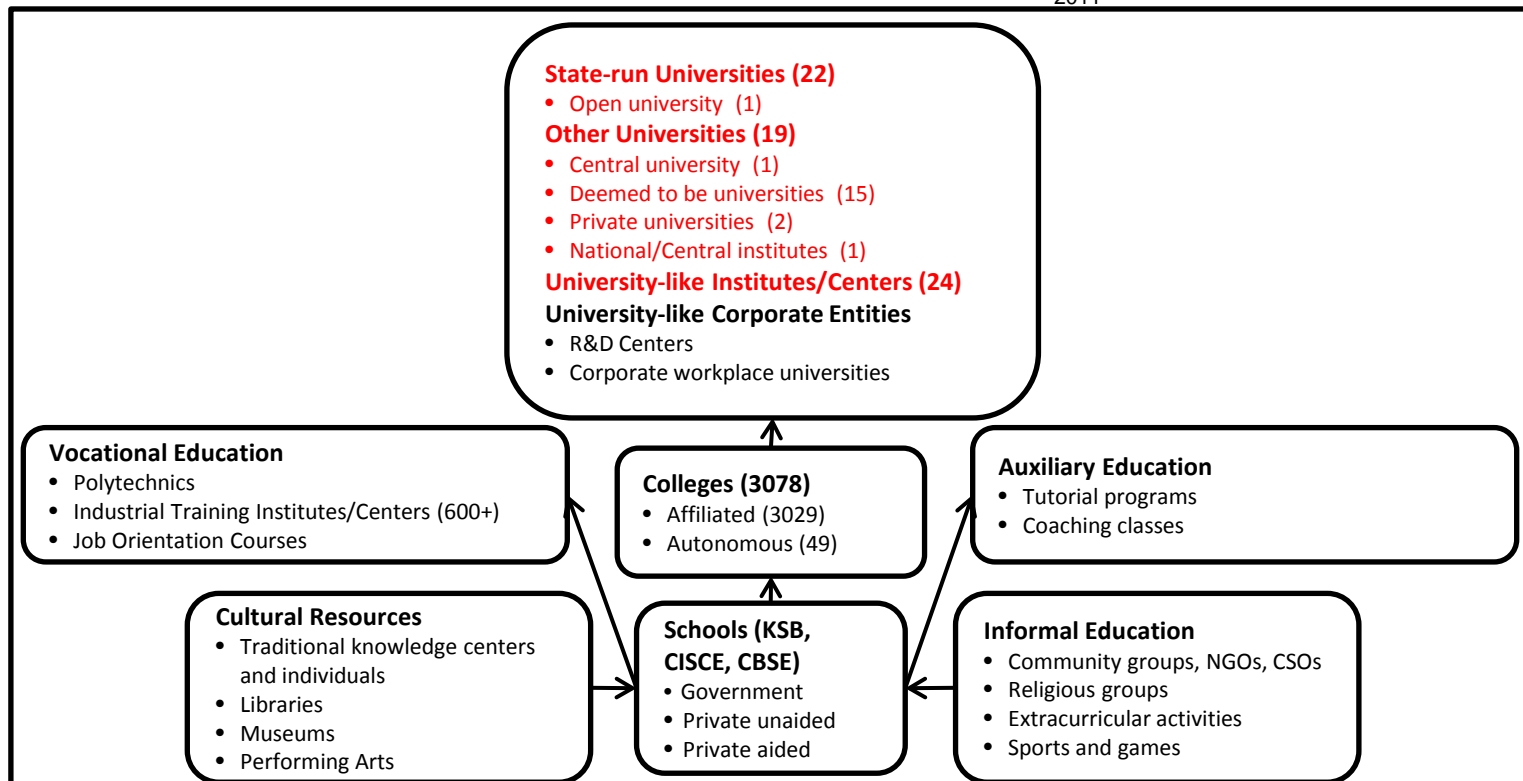 State-run Universities (22)
• Open university (1)
Other Universities (19)
• Central university (1)
• Deemed to be universities (15)
• Private universities (2)
• National/Central institutes (1)
University-like Institutes/Centers (24)
University-like Corporate Entities
• R&D Centers
• Corporate workplace universities
Vocational Education
• Polytechnics
• Industrial Training Institutes/Centers (600+)
• Job Orientation Courses
Colleges (3078)
• Affiliated (3029)
• Autonomous (49)
Auxiliary Education
• Tutorial programs
• Coaching classes
Cultural Resources
• Traditional knowledge centers
and individuals
• Libraries
• Museums
• Performing Arts
Schools (KSB,
CISCE, CBSE)
• Government
• Private unaided
• Private aided
Informal Education
• Community groups, NGOs, CSOs
• Religious groups
• Extracurricular activities
• Sports and games